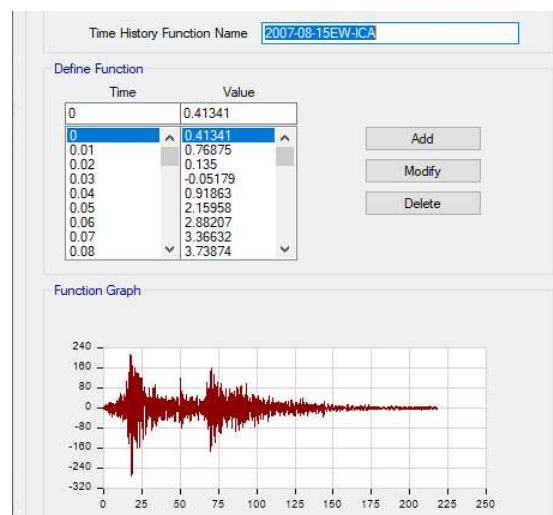 Time History Function Name 2007-08-15EW-ICA
Define Function
Time Value
0 0.41341
0 0.41341
0.01 0.76875
0.02 0.135
0.03 -0.05179
0.04 0.91863
0.05 2.15958
0.06 2.88207
0.07 3.36632
0.08 3.73874
Add
Modify
Delete
Function Graph
240
160
80
0
-80
-160
-240
-320
0 25 50 75 100 125 150 175 200 225 250